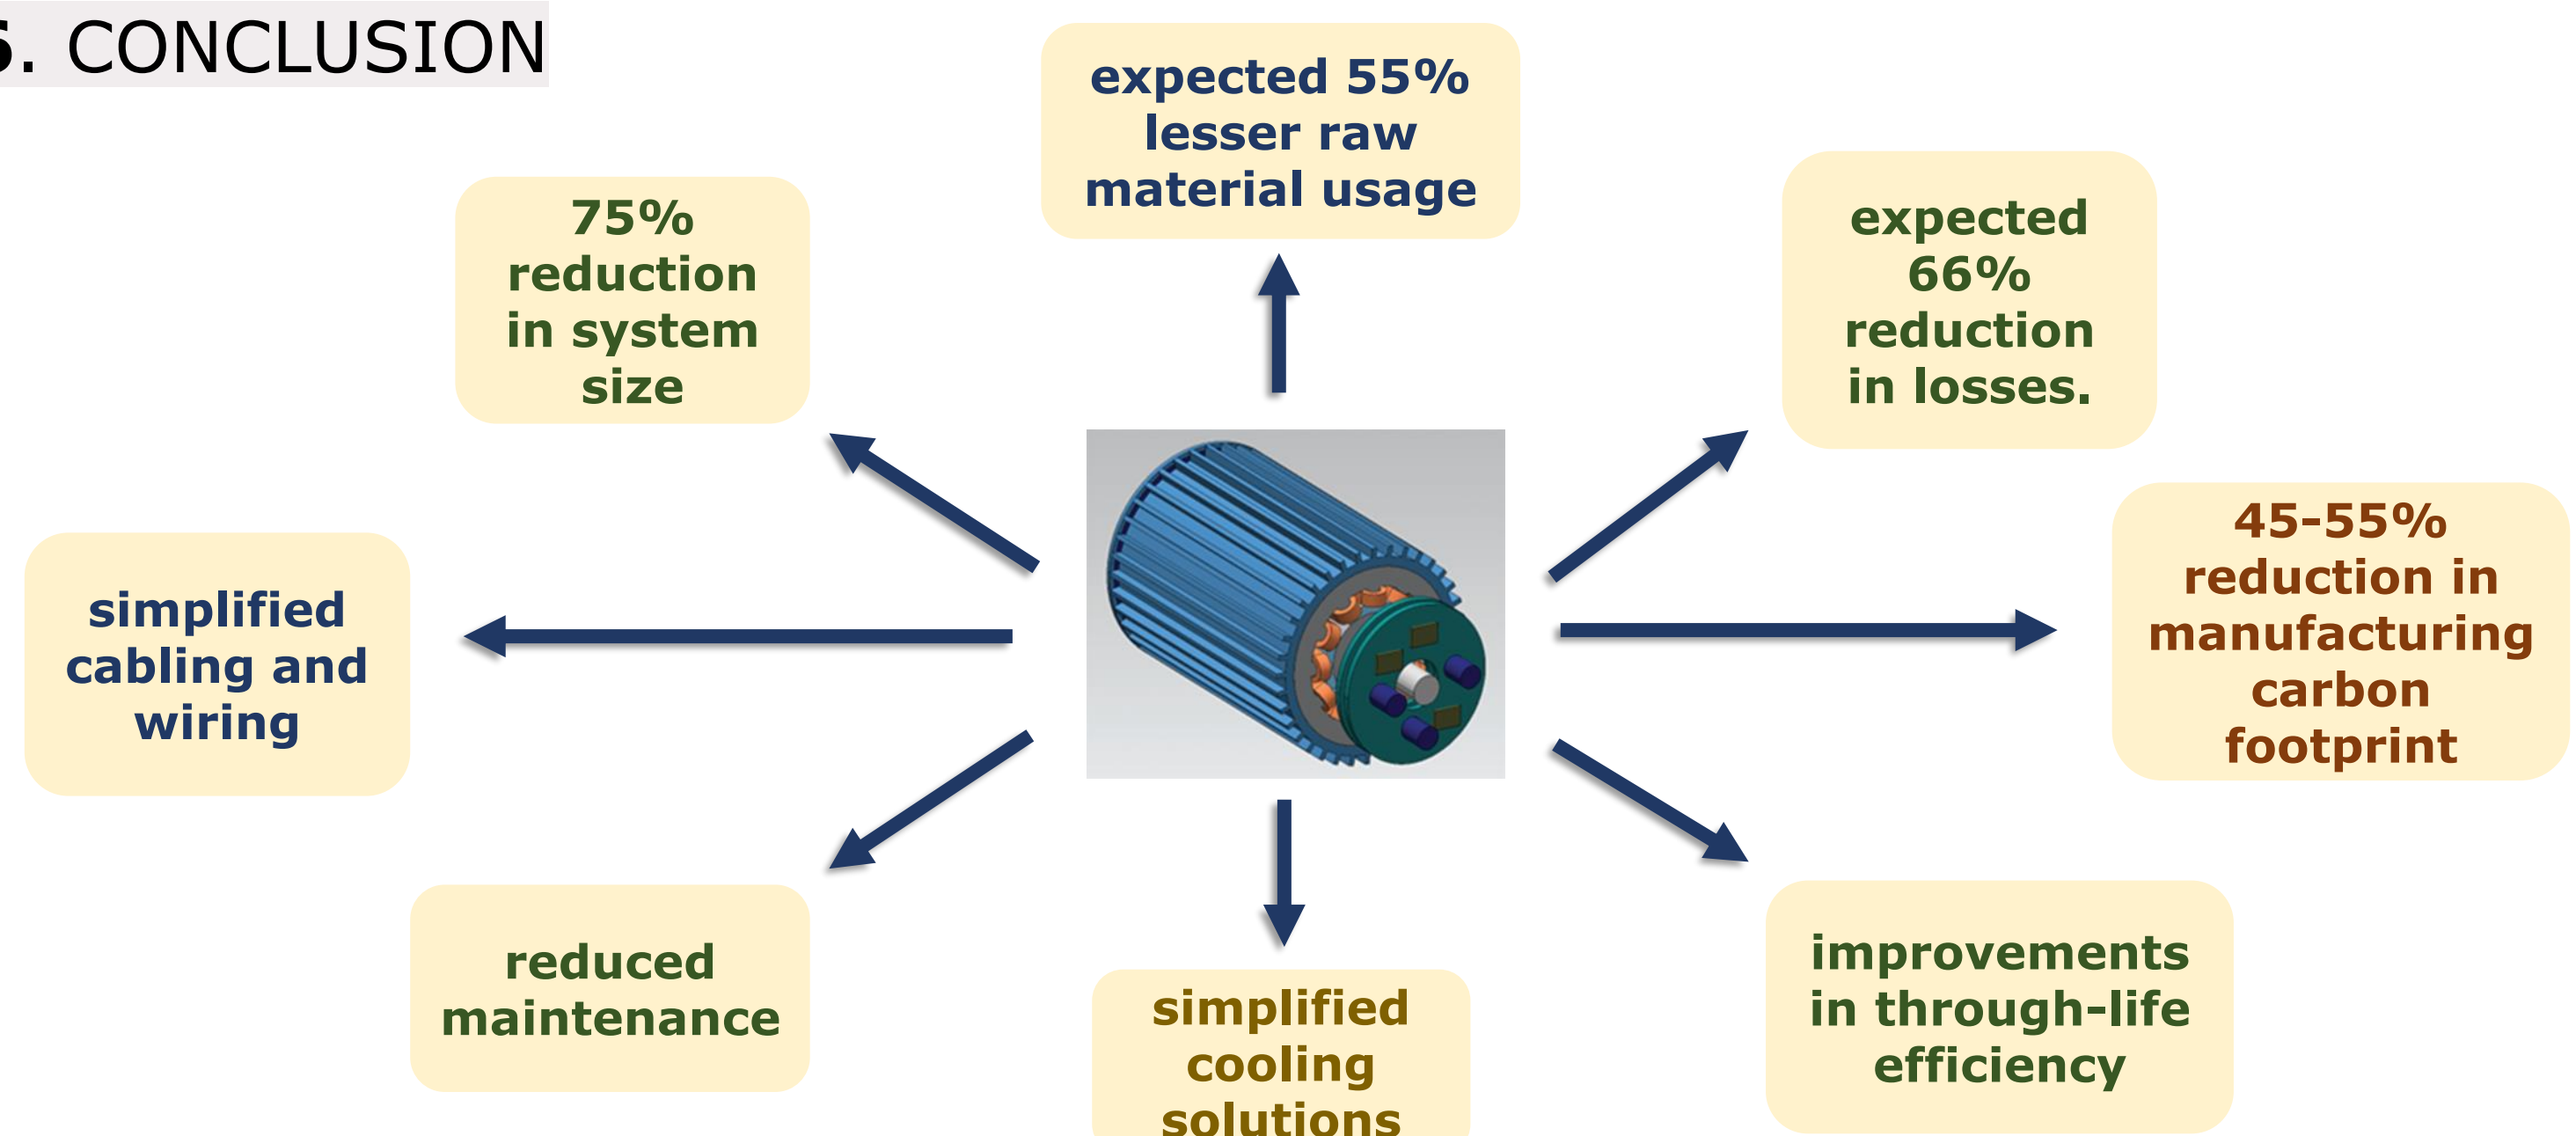 . CONCLUSION
expected 55%
lesser raw
material usage
75%
reduction
in system
size
expected
66%
reduction
in losses.
45-55%
reduction in
manufacturing
carbon
footprint
simplified
cabling and
wiring
reduced
maintenance
simplified
cooling
solutions
improvements
in through-life
efficiency